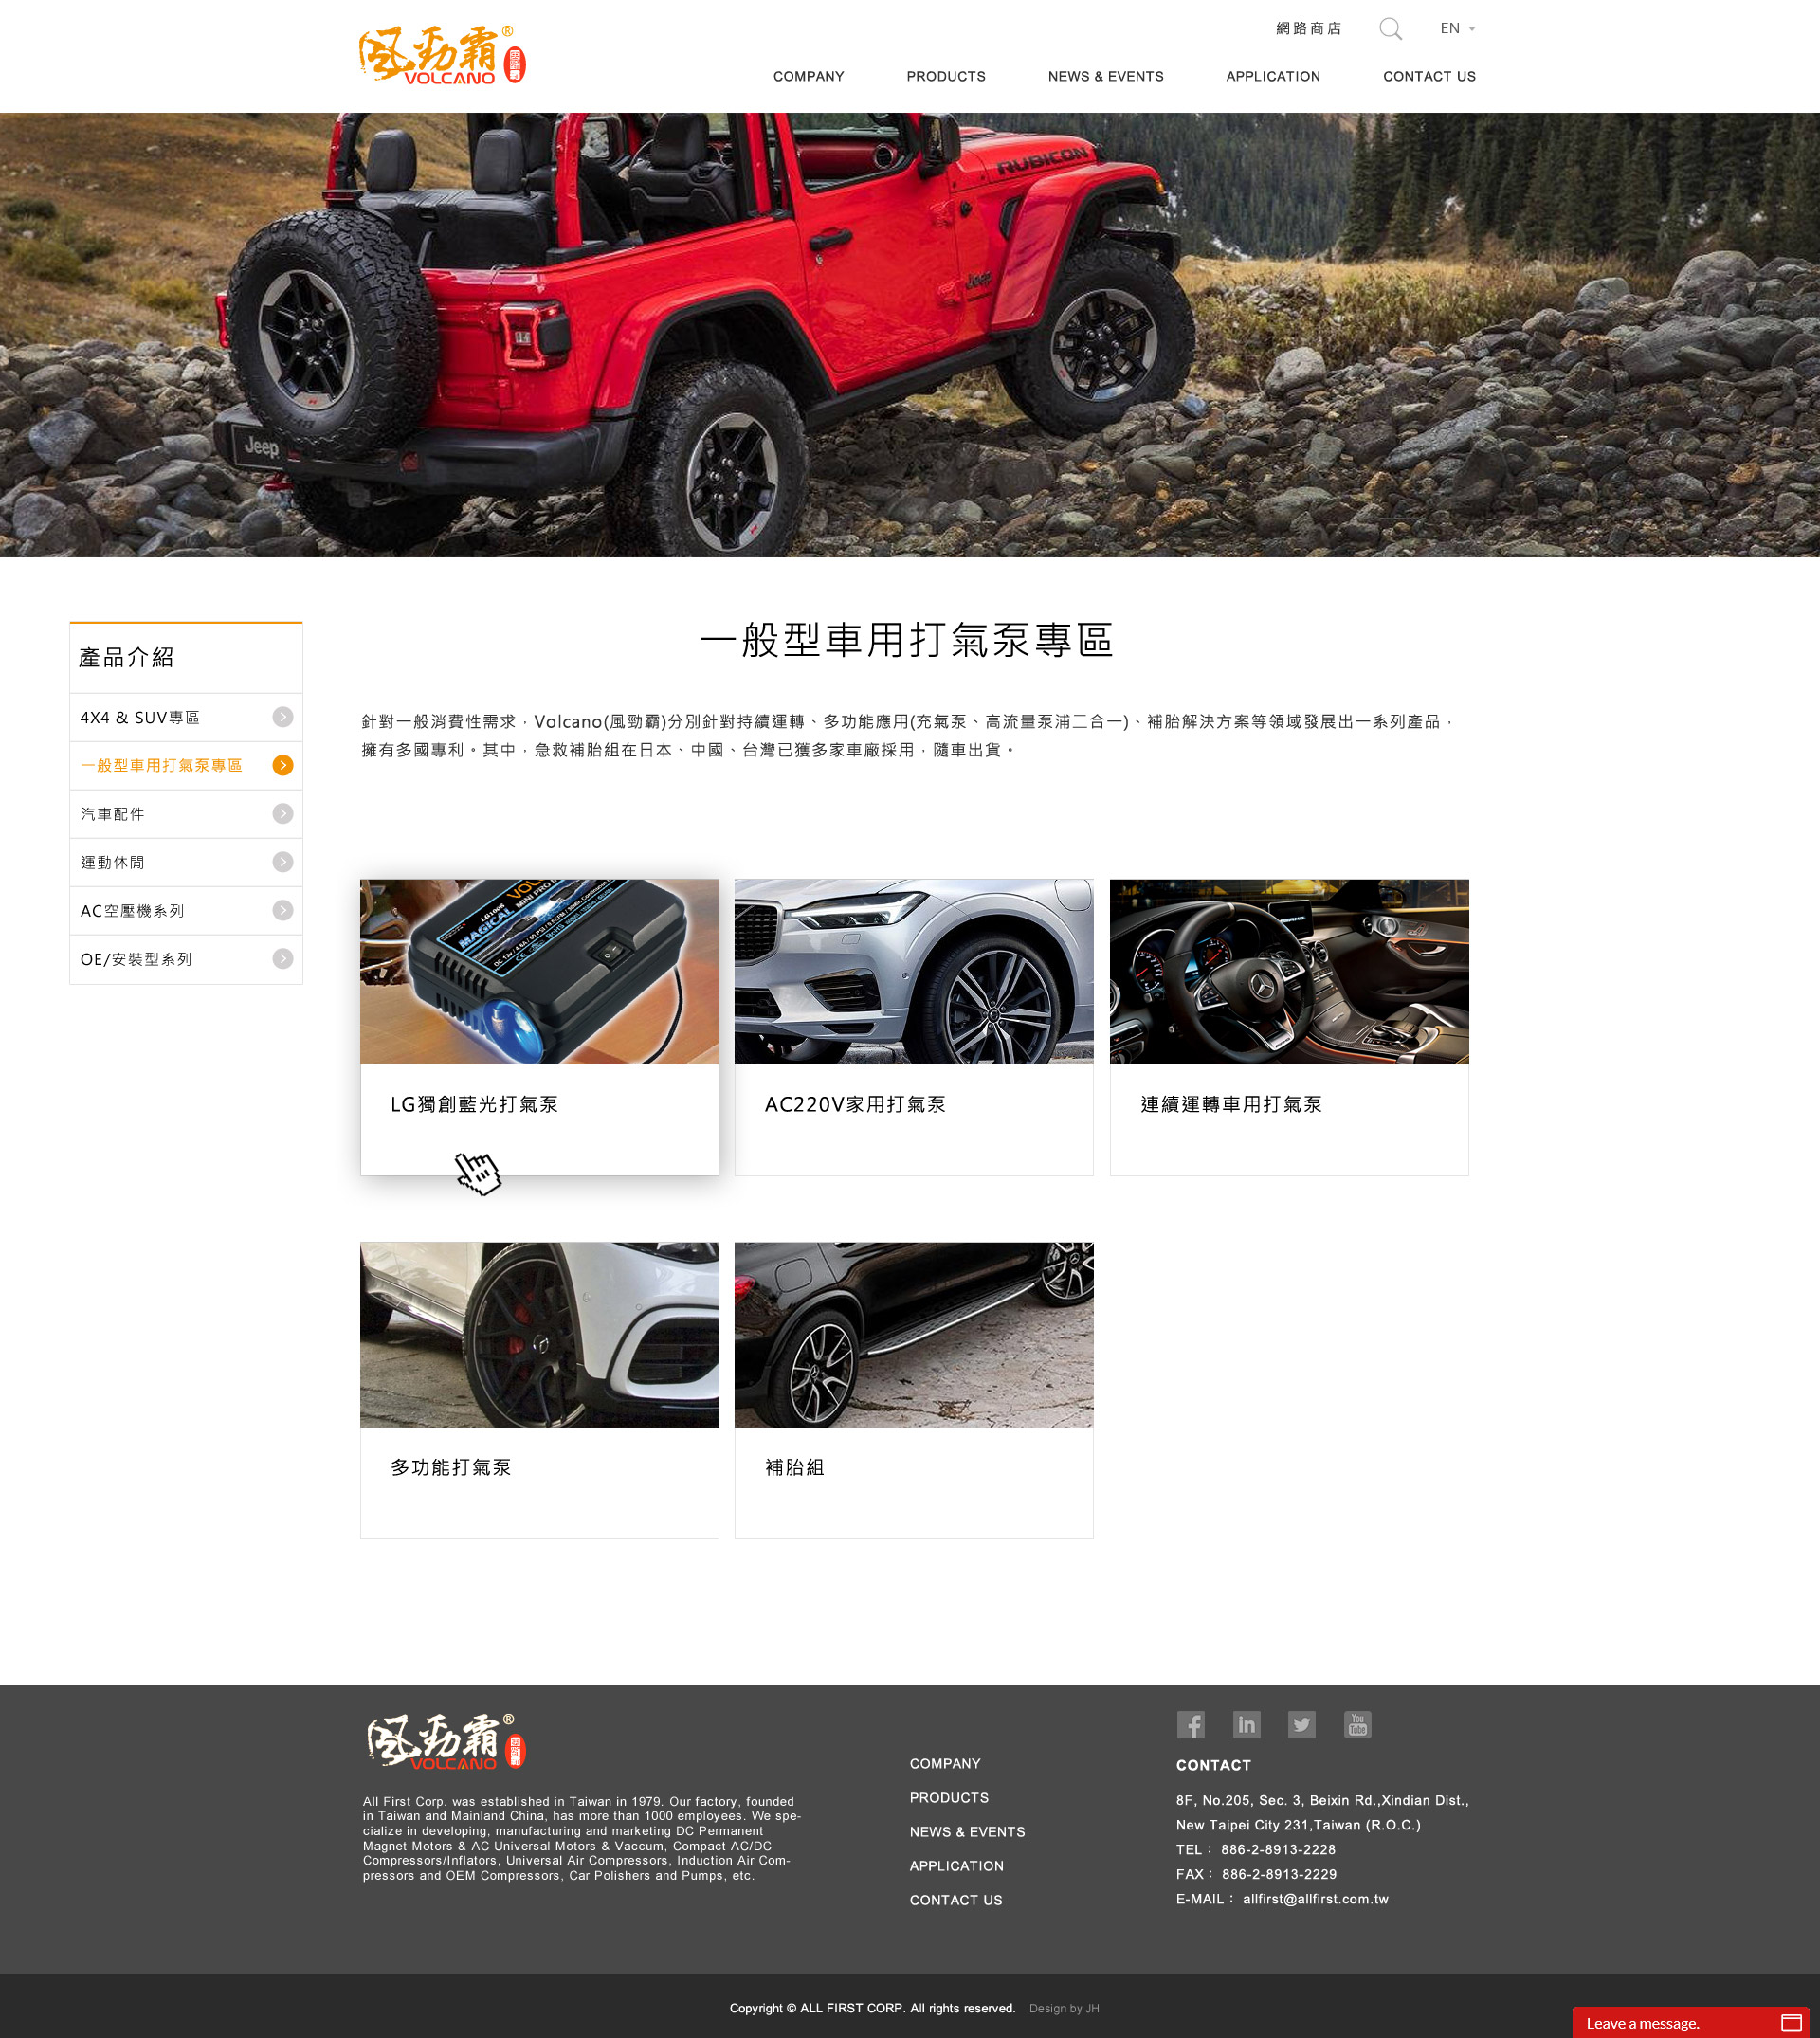 風勁霸®
VOLCANO
網路商店
EN
COMPANY PRODUCTS NEWS & EVENTS APPLICATION CONTACT US
RUBICON
Jeep
Jeep
產品介紹
4X4 & SUV專區
一般型車用打氣泵專區
汽車配件
運動休閒
AC空壓機系列
OE/安裝型系列
一般型車用打氣泵專區
針對一般消費性需求，Volcano(風勁霸)分別針對持續運轉、多功能應用(充氣泵、高流量泵浦二合一)、補胎解決方案等領域發展出一系列產品，
擁有多國專利。其中，急救補胎組在日本、中國、台灣已獲多家車廠採用，隨車出貨。
MAGICAL
LG獨創藍光打氣泵
AC220V家用打氣泵
連續運轉車用打氣泵
多功能打氣泵
補胎組
風勁霸®
VOLCANO
All First Corp. was established in Taiwan in 1979. Our factory, founded
in Taiwan and Mainland China, has more than 1000 employees. We spe-
cialize in developing, manufacturing and marketing DC Permanent
Magnet Motors & AC Universal Motors & Vaccum, Compact AC/DC
Compressors/Inflators, Universal Air Compressors, Induction Air Com-
pressors and OEM Compressors, Car Polishers and Pumps, etc.
COMPANY
PRODUCTS
NEWS & EVENTS
APPLICATION
CONTACT US
You
Tube
CONTACT
8F, No.205, Sec. 3, Beixin Rd.,Xindian Dist.,
New Taipei City 231,Taiwan (R.O.C.)
TEL： 886-2-8913-2228
FAX： 886-2-8913-2229
E-MAIL： allfirst@allfirst.com.tw
Copyright © ALL FIRST CORP. All rights reserved. Design by JH
Leave a message.